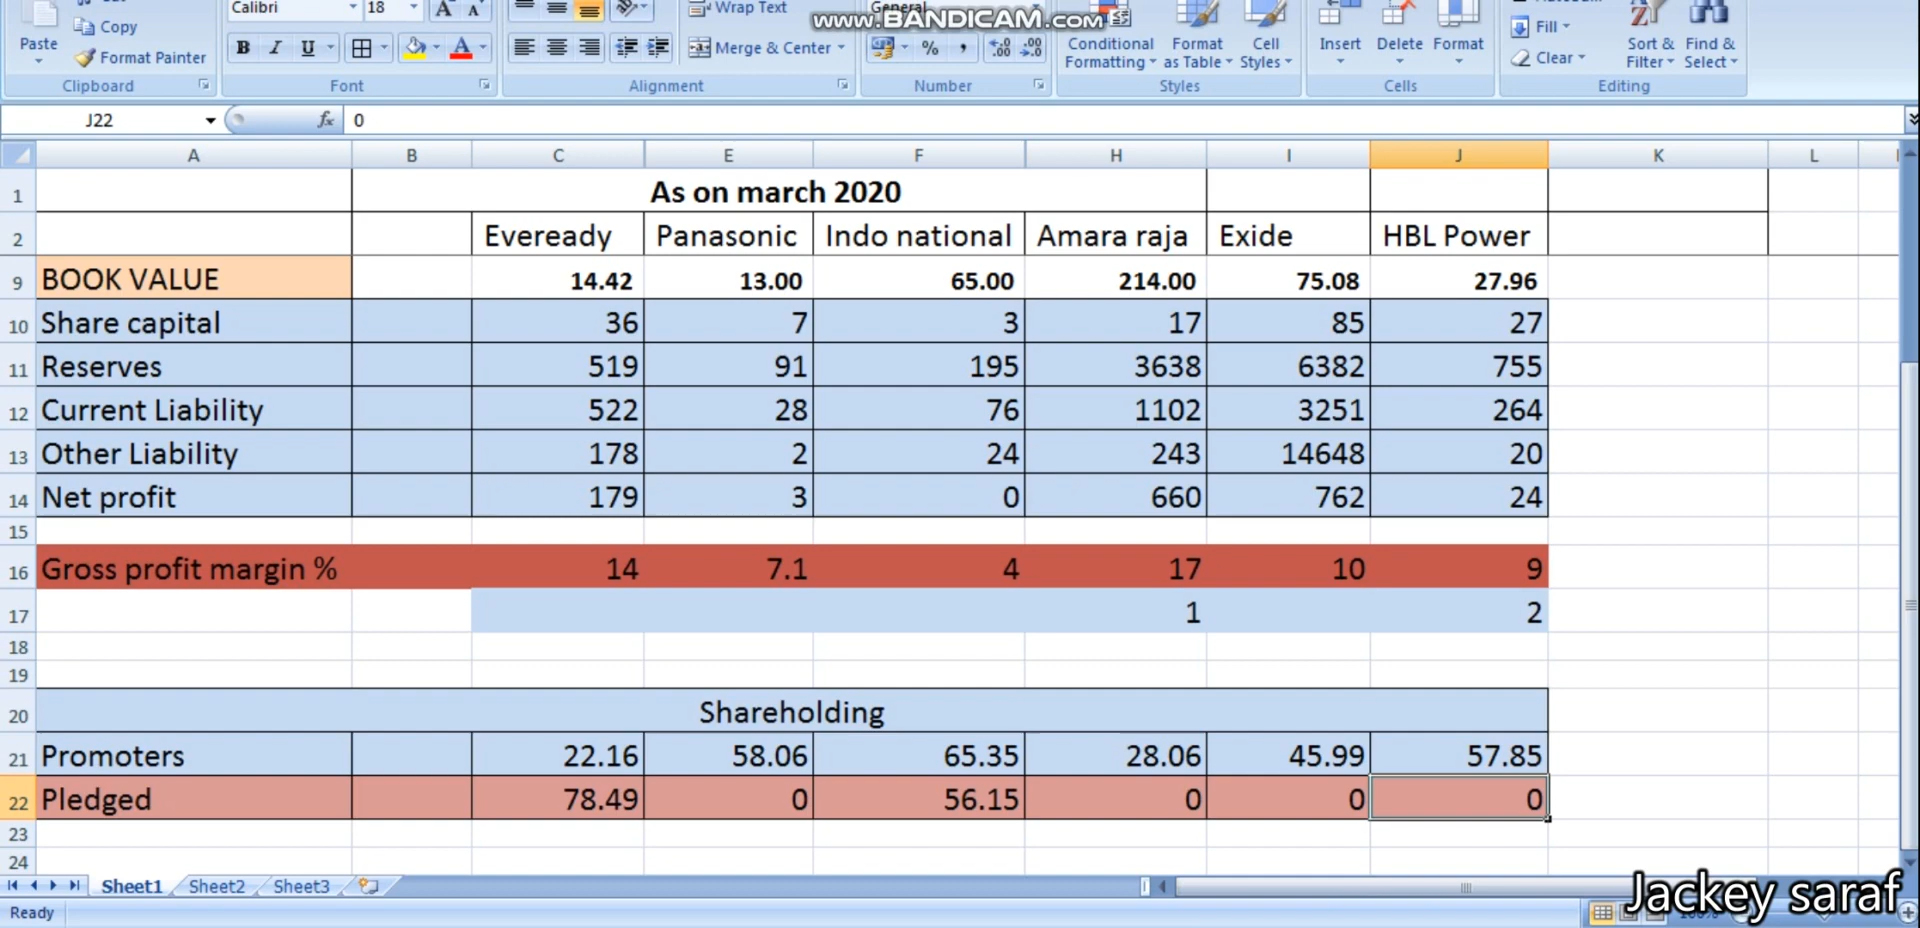 Calibri 18 A A Wrap Text General
www.BANDICAM.com
Paste Copy Format Painter
B I U A Merge & Center % , .00 .00
Conditional Formatting Format as Table Cell Styles Insert Delete Format Fill Clear Sort & Filter Find & Select
Clipboard Font Alignment Number Styles Cells Editing
J22 fx 0
A B C E F H I J K L
1 As on march 2020
2 Eveready Panasonic Indo national Amara raja Exide HBL Power
9 BOOK VALUE 14.42 13.00 65.00 214.00 75.08 27.96
10 Share capital 36 7 3 17 85 27
11 Reserves 519 91 195 3638 6382 755
12 Current Liability 522 28 76 1102 3251 264
13 Other Liability 178 2 24 243 14648 20
14 Net profit 179 3 0 660 762 24
15
16 Gross profit margin % 14 7.1 4 17 10 9
17 1 2
18
19
20 Shareholding
21 Promoters 22.16 58.06 65.35 28.06 45.99 57.85
22 Pledged 78.49 0 56.15 0 0 0
23
24
Sheet1 Sheet2 Sheet3
Jackey saraf
Ready